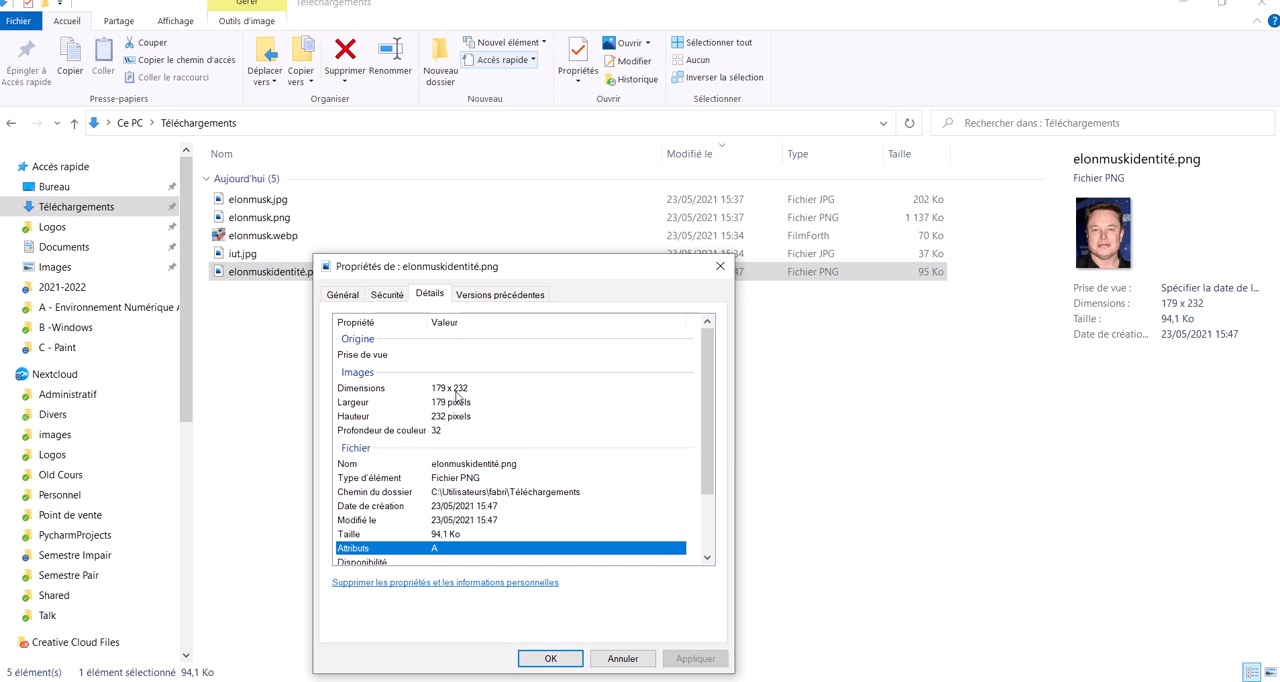 Gérer
Téléchargements
Fichier
Accueil
Partage
Affichage
Outils d'image
Épingler à Accès rapide
Copier
Coller
Couper
Copier le chemin d'accès
Coller le raccourci
Presse-papiers
Déplacer vers
Copier vers
Supprimer
Renommer
Organiser
Nouveau dossier
Nouvel élément
Accès rapide
Nouveau
Propriétés
Ouvrir
Modifier
Historique
Ouvrir
Sélectionner tout
Aucun
Inverser la sélection
Sélectionner
Ce PC > Téléchargements
Rechercher dans : Téléchargements
Accès rapide
Bureau
Téléchargements
Logos
Documents
Images
2021-2022
A - Environnement Numérique
B -Windows
C - Paint
Nextcloud
Administratif
Divers
images
Logos
Old Cours
Personnel
Point de vente
PycharmProjects
Semestre Impair
Semestre Pair
Shared
Talk
Creative Cloud Files
Nom Modifié le Type Taille
Aujourd'hui (5)
elonmusk.jpg 23/05/2021 15:37 Fichier JPG 202 Ko
elonmusk.png 23/05/2021 15:37 Fichier PNG 1 137 Ko
elonmusk.webp 23/05/2021 15:34 FilmForth 70 Ko
iut.jpg 23/05/2021 15:34 Fichier JPG 37 Ko
elonmuskidentité.p 47 Fichier PNG 95 Ko
Propriétés de : elonmuskidentité.png
Général Sécurité Détails Versions précédentes
Propriété Valeur
Origine
Prise de vue
Images
Dimensions 179 x 232
Largeur 179 pixels
Hauteur 232 pixels
Profondeur de couleur 32
Fichier
Nom elonmuskidentité.png
Type d'élément Fichier PNG
Chemin du dossier C:\Utilisateurs\fabri\Téléchargements
Date de création 23/05/2021 15:47
Modifié le 23/05/2021 15:47
Taille 94,1 Ko
Attributs A
Disponibilité
Supprimer les propriétés et les informations personnelles
OK Annuler Appliquer
elonmuskidentité.png
Fichier PNG
Prise de vue : Spécifier la date de l...
Dimensions : 179 x 232
Taille : 94,1 Ko
Date de créatio... 23/05/2021 15:47
5 élément(s) 1 élément sélectionné 94,1 Ko